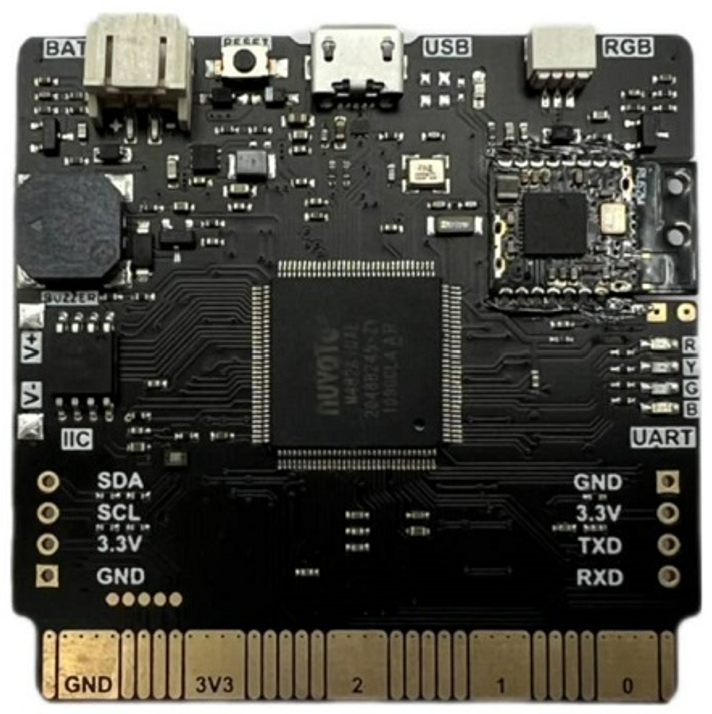 BAT
RESET
USB
RGB
BUZZER
V+
V-
IIC
R
Y
G
B
UART
nuvoTon
SDA
SCL
3.3V
GND
GND
3.3V
TXD
RXD
GND
3V3
2
1
0